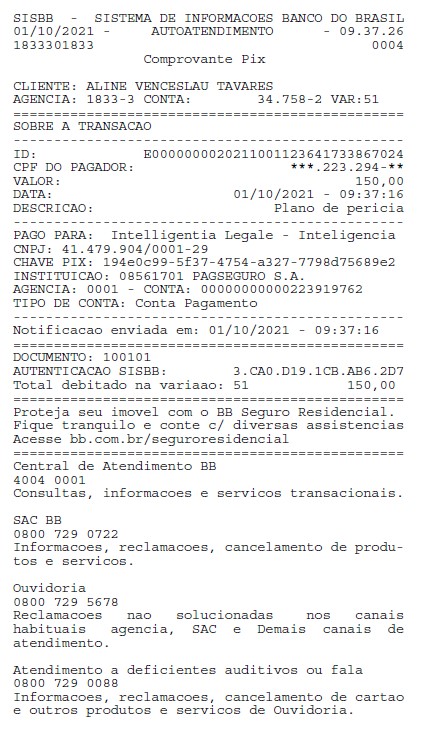 SISBB - SISTEMA DE INFORMACOES BANCO DO BRASIL
01/10/2021 - AUTOATENDIMENTO - 09.37.26
1833301833 0004
Comprovante Pix
CLIENTE: ALINE VENCESLAU TAVARES
AGENCIA: 1833-3 CONTA: 34.758-2 VAR:51
================================================
SOBRE A TRANSACAO
------------------------------------------------
ID: E00000000202110011236417338​67024
CPF DO PAGADOR: ***.223.294-**
VALOR: 150,00
DATA: 01/10/2021 - 09:37:16
DESCRICAO: Plano de pericia
------------------------------------------------
PAGO PARA: Intelligentia Legale - Inteligencia
CNPJ: 41.479.904/0001-29
CHAVE PIX: 194e0c99-5f37-4754-a327-7798d75689e2
INSTITUICAO: 08561701 PAGSEGURO S.A.
AGENCIA: 0001 - CONTA: 00000000000223919762
TIPO DE CONTA: Conta Pagamento
------------------------------------------------
Notificacao enviada em: 01/10/2021 - 09:37:16
================================================
DOCUMENTO: 100101
AUTENTICACAO SISBB: 3.CA0.D19.1CB.AB6.2D7
Total debitado na variaao: 51 150,00
================================================
Proteja seu imovel com o BB Seguro Residencial.
Fique tranquilo e conte c/ diversas assistencias
Acesse bb.com.br/seguroresidencial
================================================
Central de Atendimento BB
4004 0001
Consultas, informacoes e servicos transacionais.
SAC BB
0800 729 0722
Informacoes, reclamacoes, cancelamento de produ-
tos e servicos.
Ouvidoria
0800 729 5678
Reclamacoes nao solucionadas nos canais
habituais agencia, SAC e Demais canais de
atendimento.
Atendimento a deficientes auditivos ou fala
0800 729 0088
Informacoes, reclamacoes, cancelamento de cartao
e outros produtos e servicos de Ouvidoria.